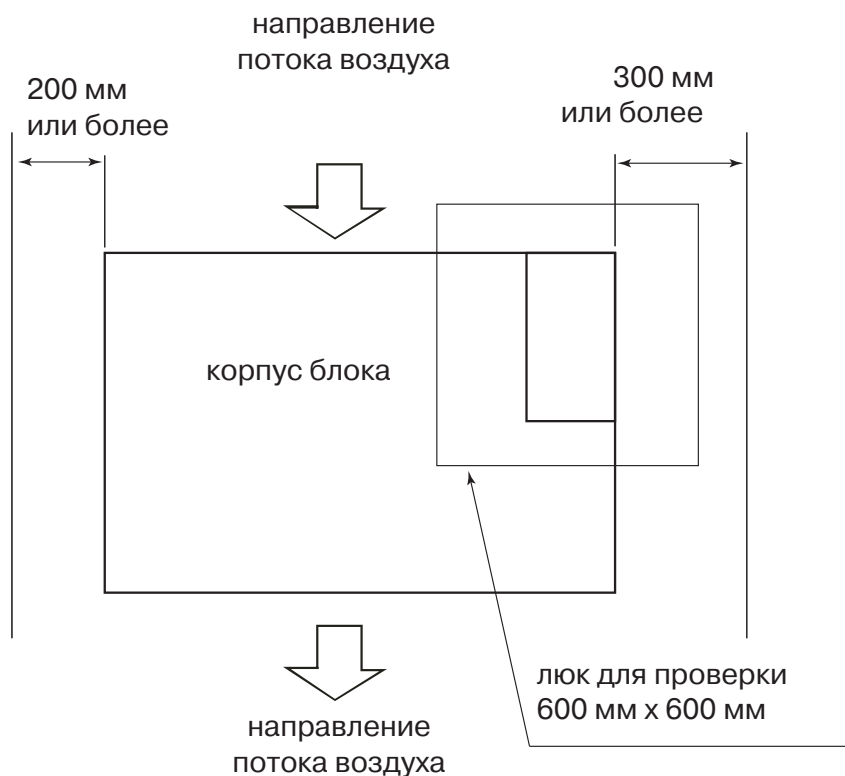 направление
потока воздуха
200 мм
или более
300 мм
или более
корпус блока
люк для проверки
600 мм х 600 мм
направление
потока воздуха